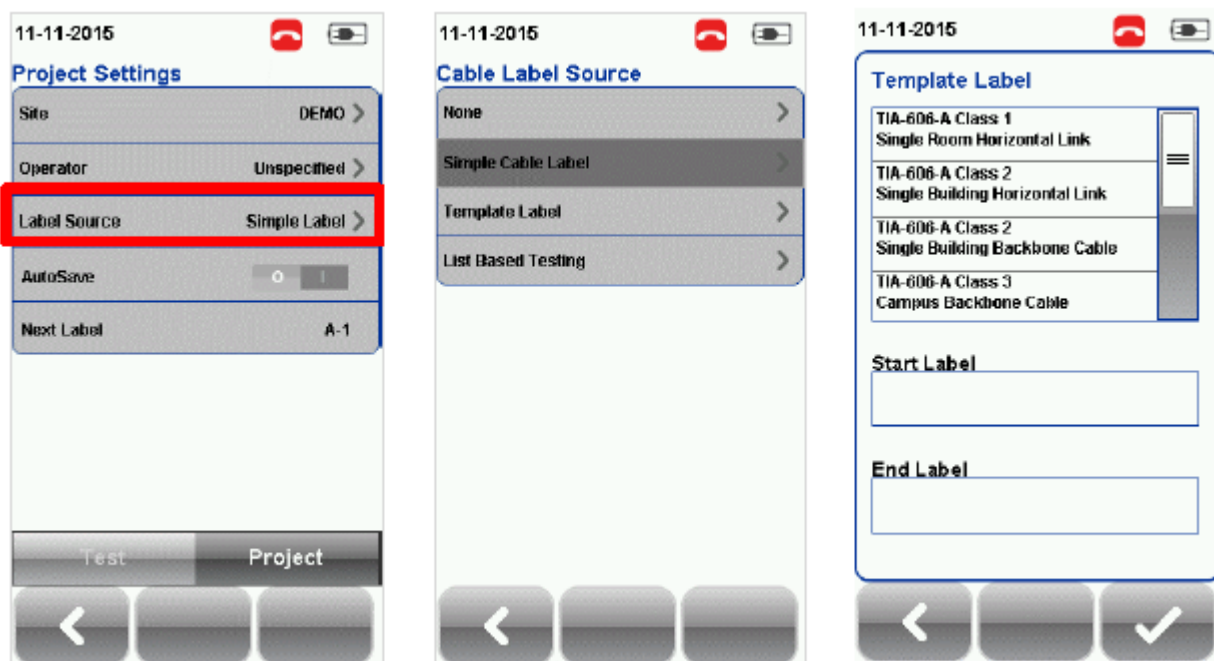 11-11-2015
Project Settings
Site DEMO
Operator Unspecified
Label Source Simple Label
AutoSave O I
Next Label A-1
Test Project
11-11-2015
Cable Label Source
None
Simple Cable Label
Template Label
List Based Testing
11-11-2015
Template Label
TIA-606-A Class 1
Single Room Horizontal Link
TIA-606-A Class 2
Single Building Horizontal Link
TIA-606-A Class 2
Single Building Backbone Cable
TIA-606-A Class 3
Campus Backbone Cable
Start Label
End Label